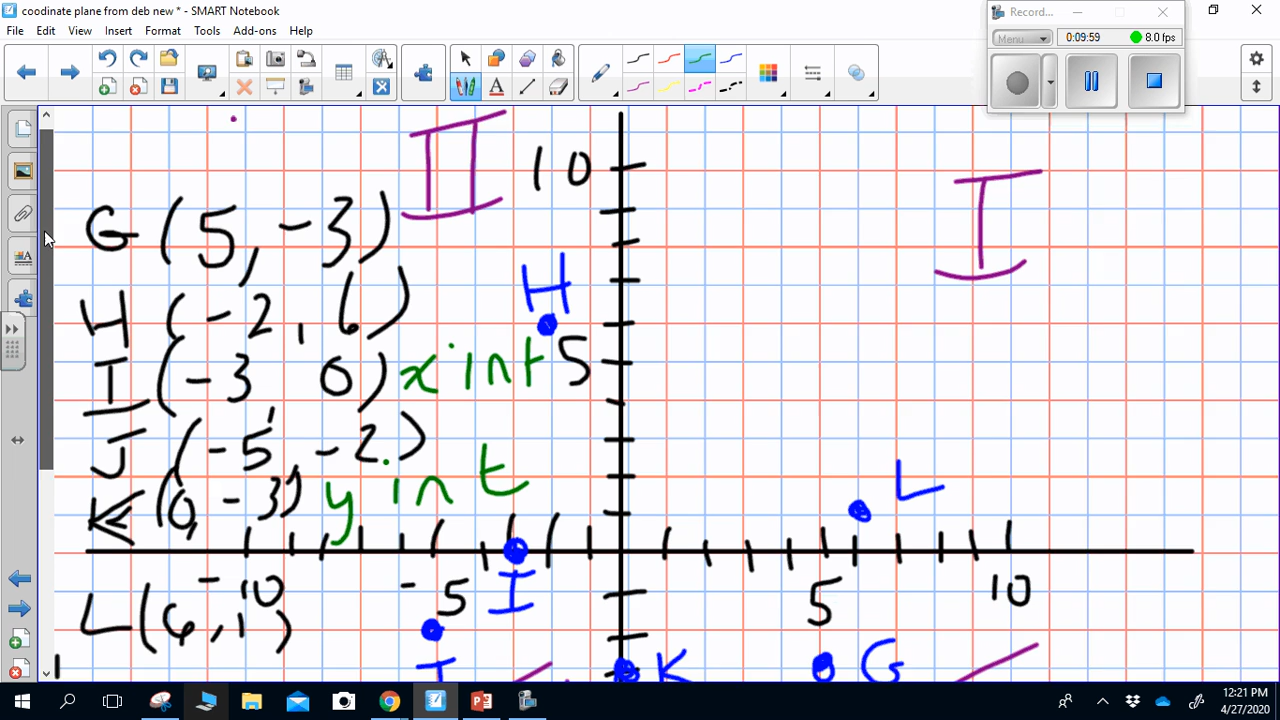 coodinate plane from deb new * - SMART Notebook
File Edit View Insert Format Tools Add-ons Help
Record...
Menu 0:09:59 8.0 fps
II 10 I
G (5, -3)
H (-2, 6) H
I (-3, 0) x int 5
J (-5, -2)
K (0, -3) y int L
-10 -5 I 5 10
L (6, 1)
J K G
12:21 PM
4/27/2020